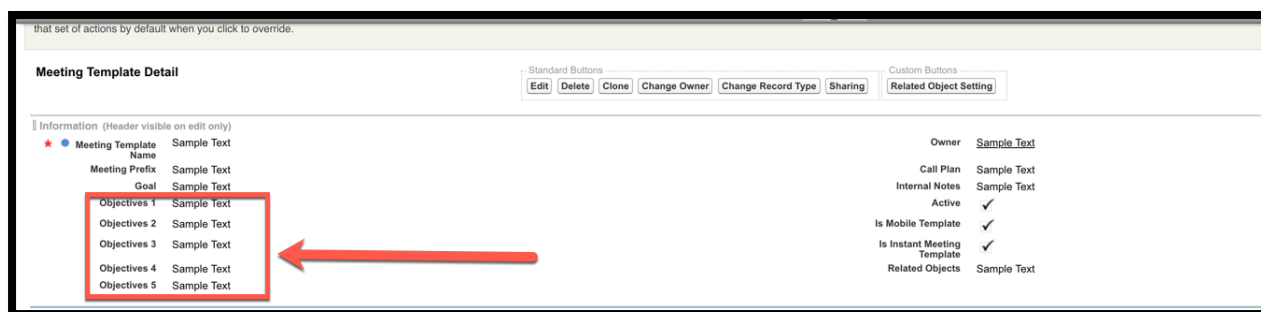 that set of actions by default when you click to override.
Meeting Template Detail
Standard Buttons
Edit Delete Clone Change Owner Change Record Type Sharing
Custom Buttons
Related Object Setting
Information (Header visible on edit only)
* Meeting Template Name Sample Text
Owner Sample Text
Meeting Prefix Sample Text
Call Plan Sample Text
Goal Sample Text
Internal Notes Sample Text
Objectives 1 Sample Text
Active ✓
Objectives 2 Sample Text
Is Mobile Template ✓
Objectives 3 Sample Text
Is Instant Meeting Template ✓
Objectives 4 Sample Text
Related Objects Sample Text
Objectives 5 Sample Text